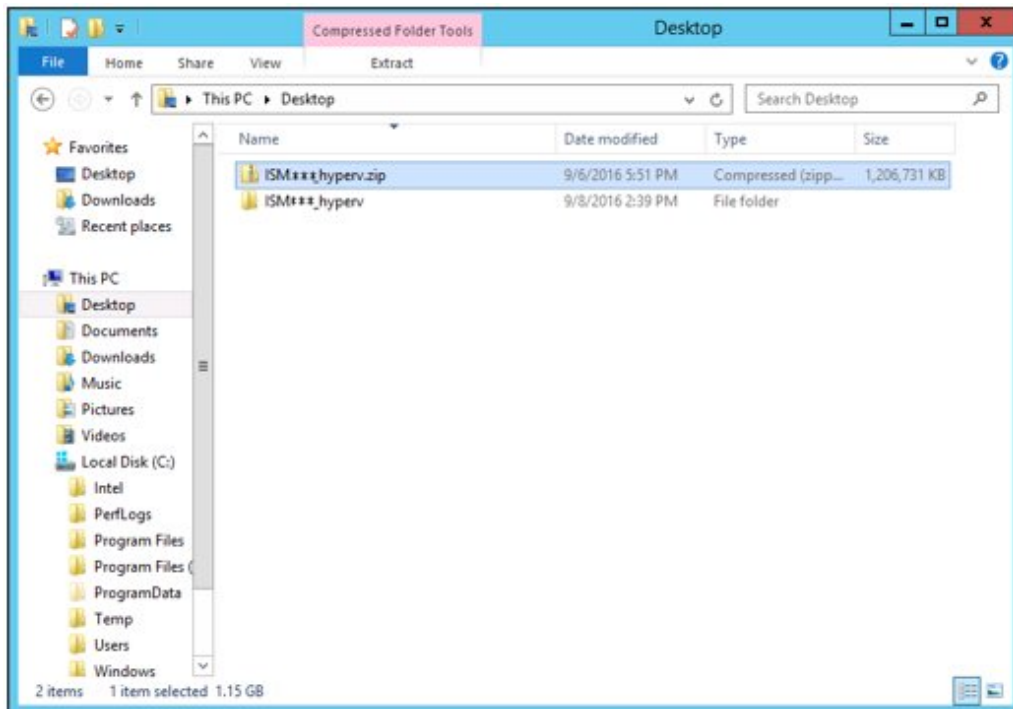 Compressed Folder Tools
Desktop
File Home Share View Extract
This PC Desktop
Search Desktop
Name Date modified Type Size
Favorites
Desktop
Downloads
Recent places
This PC
Desktop
Documents
Downloads
Music
Pictures
Videos
Local Disk (C:)
Intel
PerfLogs
Program Files
Program Files (
ProgramData
Temp
Users
Windows
ISM***_hyperv.zip 9/6/2016 5:51 PM Compressed (zipp... 1,206,731 KB
ISM***_hyperv 9/8/2016 2:39 PM File folder
2 items 1 item selected 1.15 GB